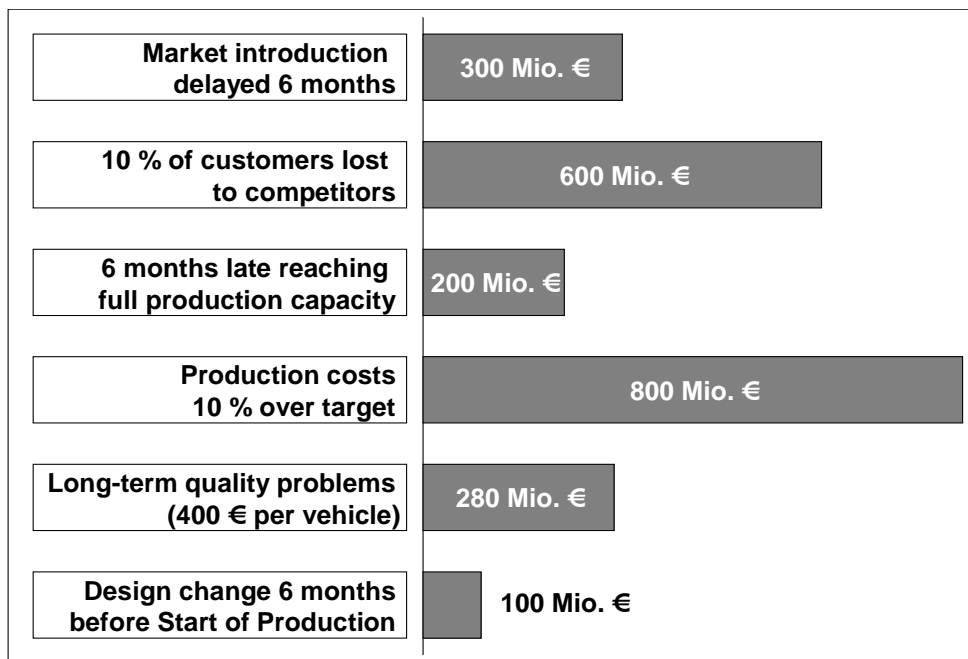 Market introduction
delayed 6 months
300 Mio. €
10 % of customers lost
to competitors
600 Mio. €
6 months late reaching
full production capacity
200 Mio. €
Production costs
10 % over target
800 Mio. €
Long-term quality problems
(400 € per vehicle)
280 Mio. €
Design change 6 months
before Start of Production
100 Mio. €